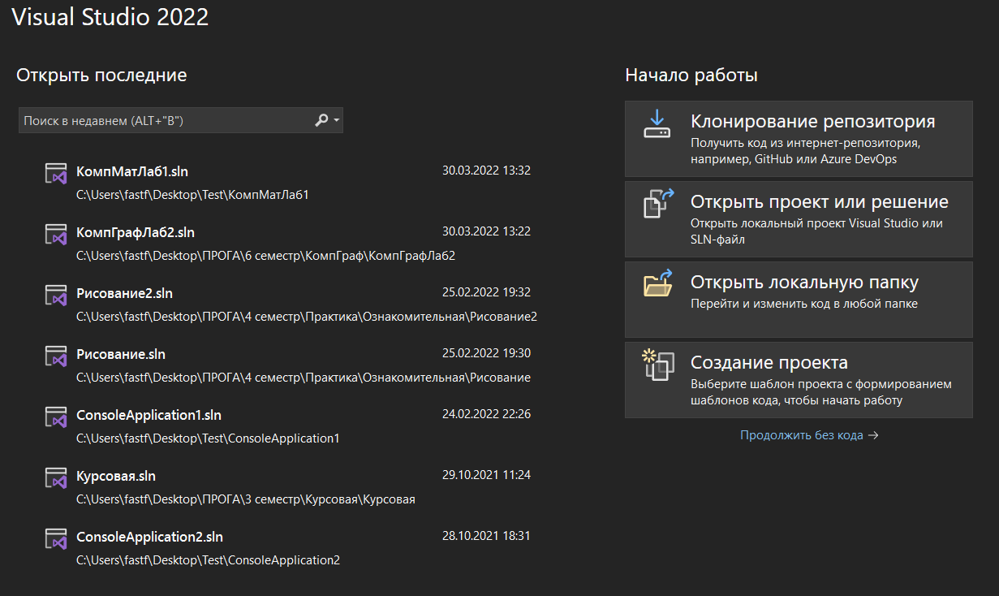 Visual Studio 2022
Открыть последние
Поиск в недавнем (ALT+"В")
КомпМатЛаб1.sln 30.03.2022 13:32
C:\Users\fastf\Desktop\Test\КомпМатЛаб1
КомпГрафЛаб2.sln 30.03.2022 13:22
C:\Users\fastf\Desktop\ПРОГА\6 семестр\КомпГраф\КомпГрафЛаб2
Рисование2.sln 25.02.2022 19:32
C:\Users\fastf\Desktop\ПРОГА\4 семестр\Практика\Ознакомительная\Рисование2
Рисование.sln 25.02.2022 19:30
C:\Users\fastf\Desktop\ПРОГА\4 семестр\Практика\Ознакомительная\Рисование
ConsoleApplication1.sln 24.02.2022 22:26
C:\Users\fastf\Desktop\Test\ConsoleApplication1
Курсовая.sln 29.10.2021 11:24
C:\Users\fastf\Desktop\ПРОГА\3 семестр\Курсовая\Курсовая
ConsoleApplication2.sln 28.10.2021 18:31
C:\Users\fastf\Desktop\Test\ConsoleApplication2
Начало работы
Клонирование репозитория
Получить код из интернет-репозитория,
например, GitHub или Azure DevOps
Открыть проект или решение
Открыть локальный проект Visual Studio или
SLN-файл
Открыть локальную папку
Перейти и изменить код в любой папке
Создание проекта
Выберите шаблон проекта с формированием
шаблонов кода, чтобы начать работу
Продолжить без кода →